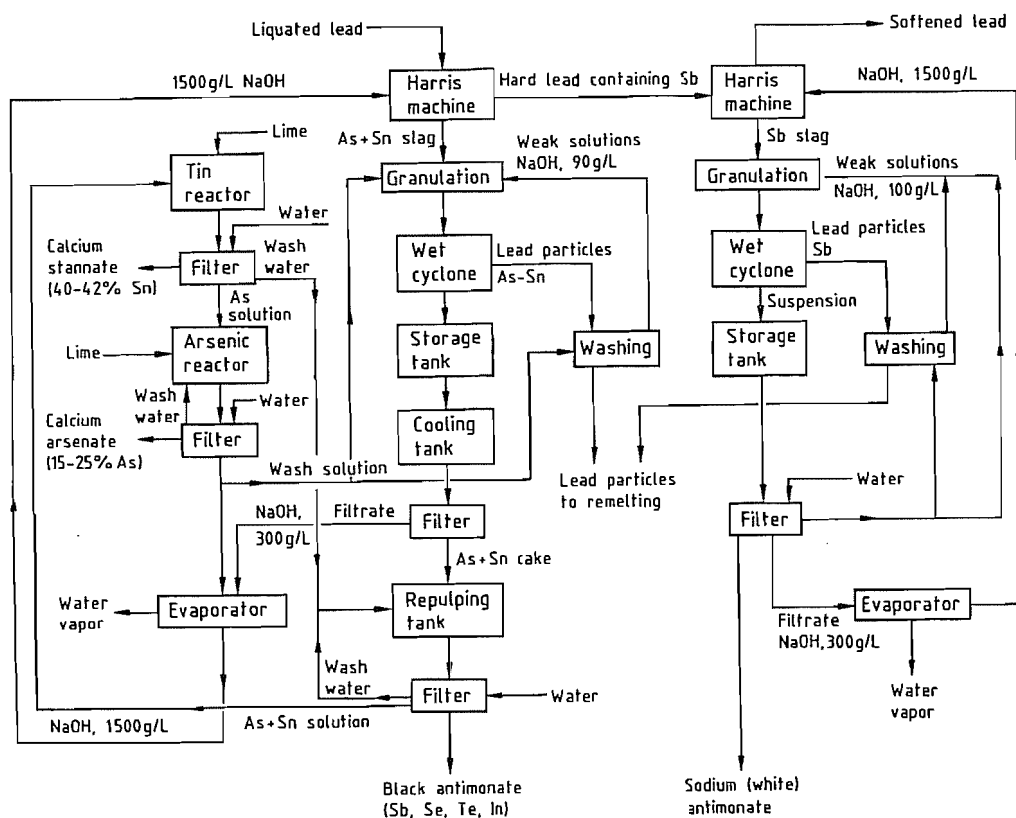 Liquated lead
Softened lead
1500g/L NaOH
Harris
machine
Hard lead containing Sb
Harris
machine
NaOH, 1500g/L
Lime
As+Sn slag
Weak solutions
NaOH, 90g/L
Sb slag
Weak solutions
NaOH, 100g/L
Tin
reactor
Granulation
Granulation
Water
Calcium
stannate
(40-42% Sn)
Filter
Wash
water
Wet
cyclone
Lead particles
As-Sn
Wet
cyclone
Lead particles
Sb
As
solution
Suspension
Lime
Arsenic
reactor
Storage
tank
Washing
Storage
tank
Washing
Wash
water
Water
Calcium
arsenate
(15-25% As)
Filter
Cooling
tank
Wash solution
Lead particles
to remelting
Water
NaOH,
300g/L
Filtrate
Filter
Filter
As+Sn cake
Water
vapor
Evaporator
Repulping
tank
Evaporator
Filtrate
NaOH,300g/L
Wash
water
Filter
Water
Water
vapor
NaOH, 1500g/L
As+Sn solution
Black antimonate
(Sb, Se, Te, In)
Sodium (white)
antimonate